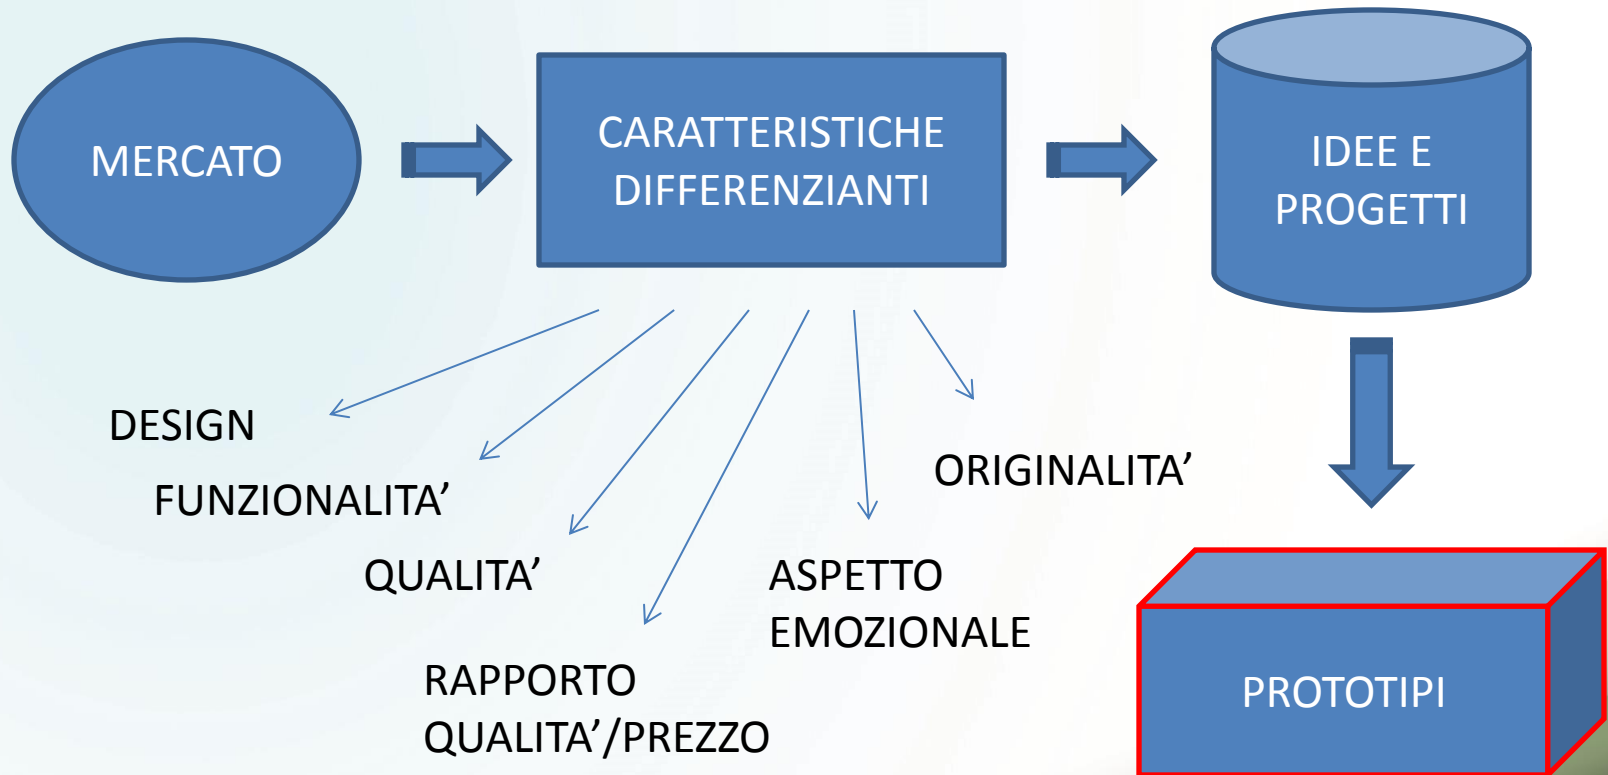 MERCATO
CARATTERISTICHE
DIFFERENZIANTI
IDEE E
PROGETTI
DESIGN
FUNZIONALITA’
QUALITA’
RAPPORTO
QUALITA’/PREZZO
ASPETTO
EMOZIONALE
ORIGINALITA’
PROTOTIPI